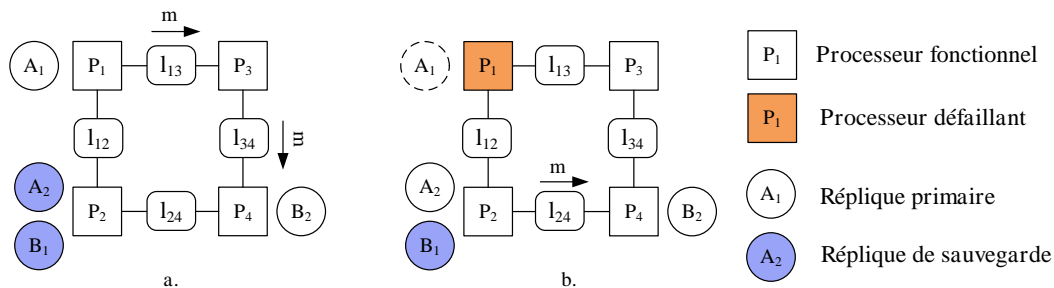 m
A₁
P₁
l₁₃
P₃
l₁₂
l₃₄
m
A₂
B₁
P₂
l₂₄
P₄
B₂
a.
A₁
P₁
l₁₃
P₃
l₁₂
l₃₄
m
A₂
B₁
P₂
l₂₄
P₄
B₂
b.
P₁ Processeur fonctionnel
P₁ Processeur défaillant
A₁ Réplique primaire
A₂ Réplique de sauvegarde